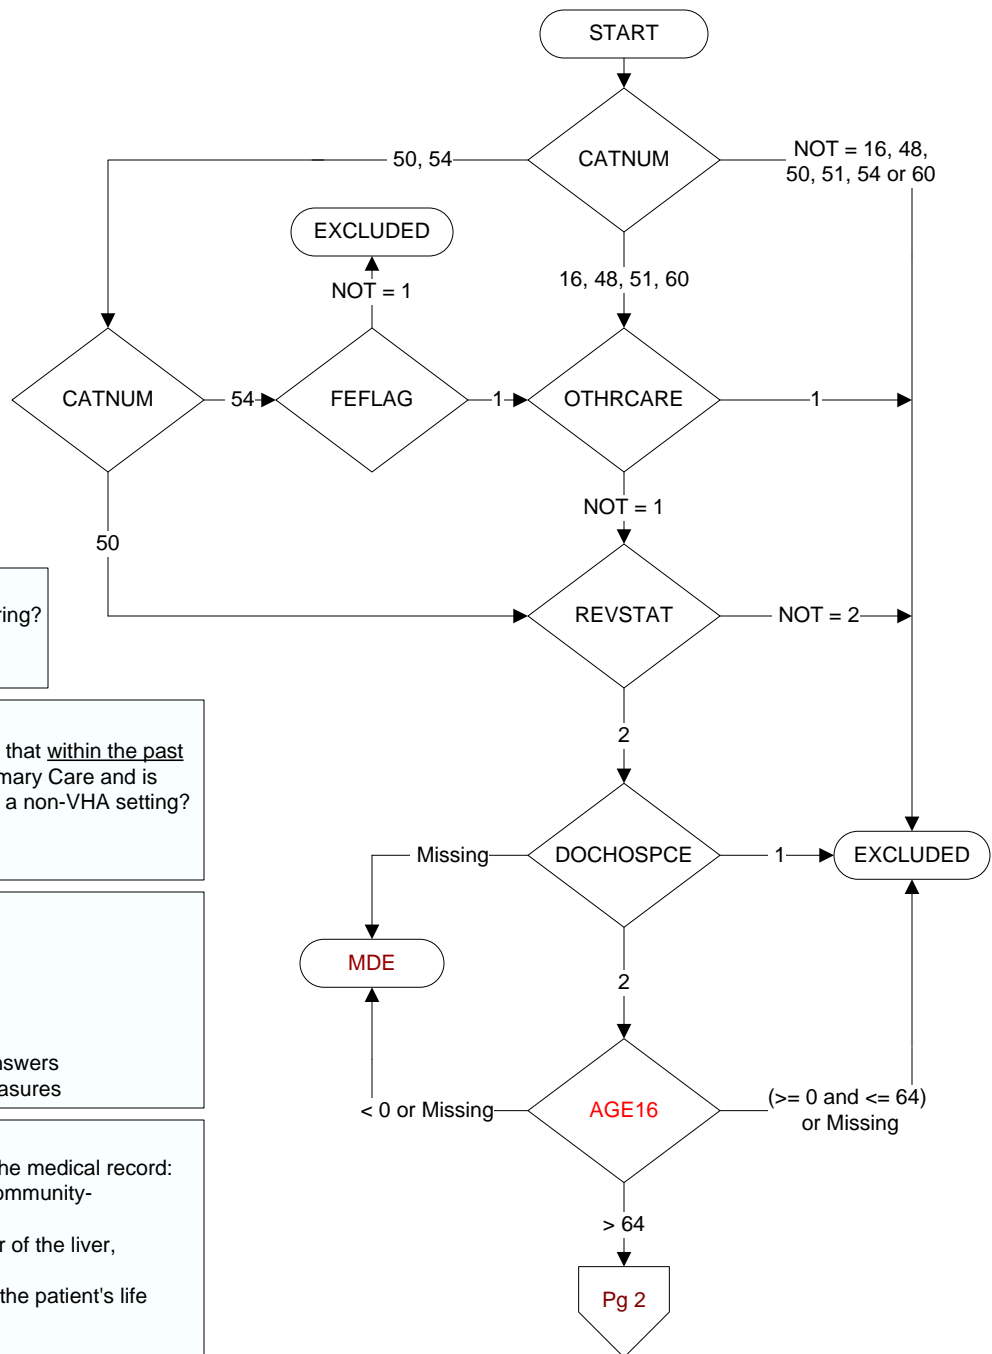 START
CATNUM
50, 54
NOT = 16, 48,
50, 51, 54 or 60
EXCLUDED
NOT = 1
16, 48, 51, 60
CATNUM
54
FEFLAG
1
OTHRCARE
1
NOT = 1
50
REVSTAT
NOT = 2
2
Missing
DOCHOSPCE
1
EXCLUDED
MDE
2
< 0 or Missing
AGE16
(>= 0 and <= 64)
or Missing
> 64
Pg 2
ring?
that within the past
mary Care and is
a non-VHA setting?
nswers
asures
he medical record:
ommunity-
r of the liver,
the patient's life